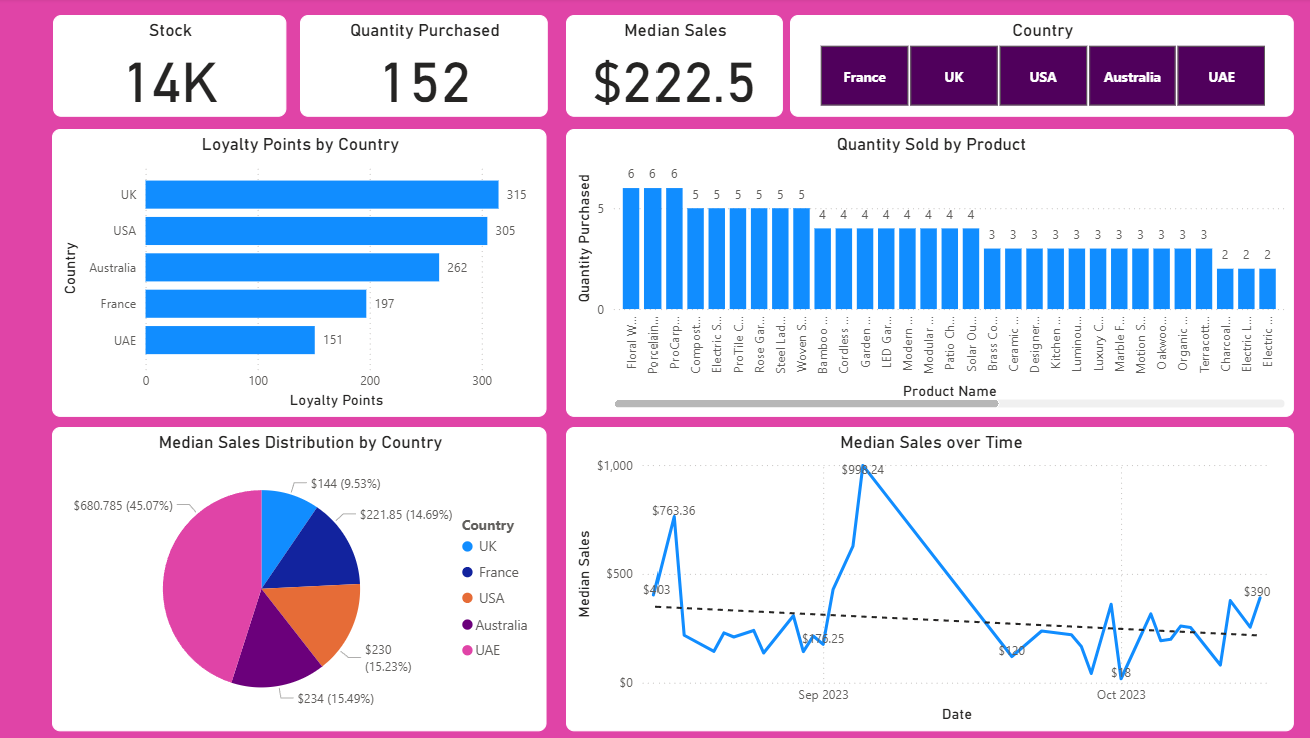 Stock
14K
Quantity Purchased
152
Median Sales
$222.5
Country
France UK USA Australia UAE
Loyalty Points by Country
Country
UK 315
USA 305
Australia 262
France 197
UAE 151
0 100 200 300
Loyalty Points
Quantity Sold by Product
Quantity Purchased
5
0
6 6 6 5 5 5 5 5 5 4 4 4 4 4 4 4 4 3 3 3 3 3 3 3 3 3 3 3 2 2 2
Floral W...
Porcelain...
ProCarp...
Compost...
Electric S...
ProTile C...
Rose Gar...
Steel Lad...
Woven S...
Bamboo ...
Cordless ...
Garden ...
LED Gar...
Modern ...
Modular ...
Patio Ch...
Solar Ou...
Brass Co...
Ceramic ...
Designer...
Kitchen ...
Luminou...
Luxury C...
Marble F...
Motion S...
Oakwoo...
Organic ...
Terracott...
Charcoal...
Electric L...
Electric ...
Product Name
Median Sales Distribution by Country
$144 (9.53%)
$221.85 (14.69%)
$230
(15.23%)
$234 (15.49%)
$680.785 (45.07%)
Country
UK
France
USA
Australia
UAE
Median Sales over Time
Median Sales
$1,000
$500
$0
$403
$763.36
$176.25
$120
$18
$390
Sep 2023 Oct 2023
Date